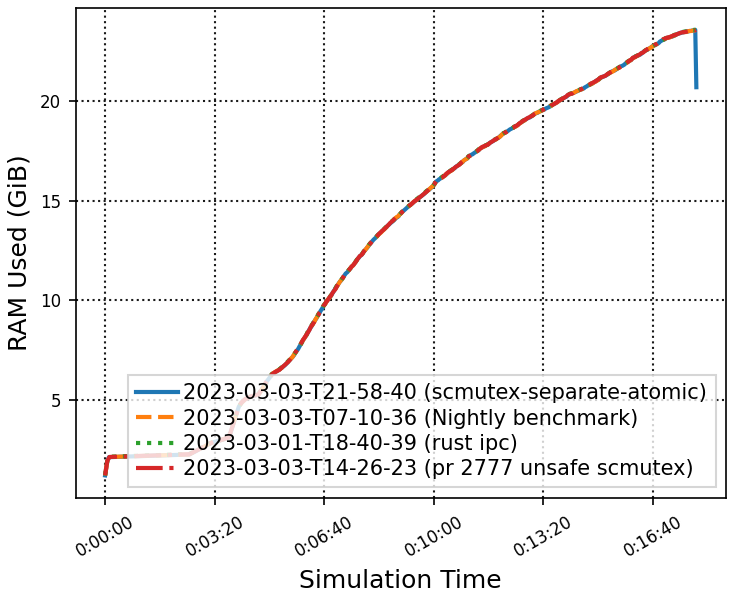 RAM Used (GiB)
20
15
10
5
2023-03-03-T21-58-40 (scmutex-separate-atomic)
2023-03-03-T07-10-36 (Nightly benchmark)
2023-03-01-T18-40-39 (rust ipc)
2023-03-03-T14-26-23 (pr 2777 unsafe scmutex)
0:00:00
0:03:20
0:06:40
0:10:00
0:13:20
0:16:40
Simulation Time